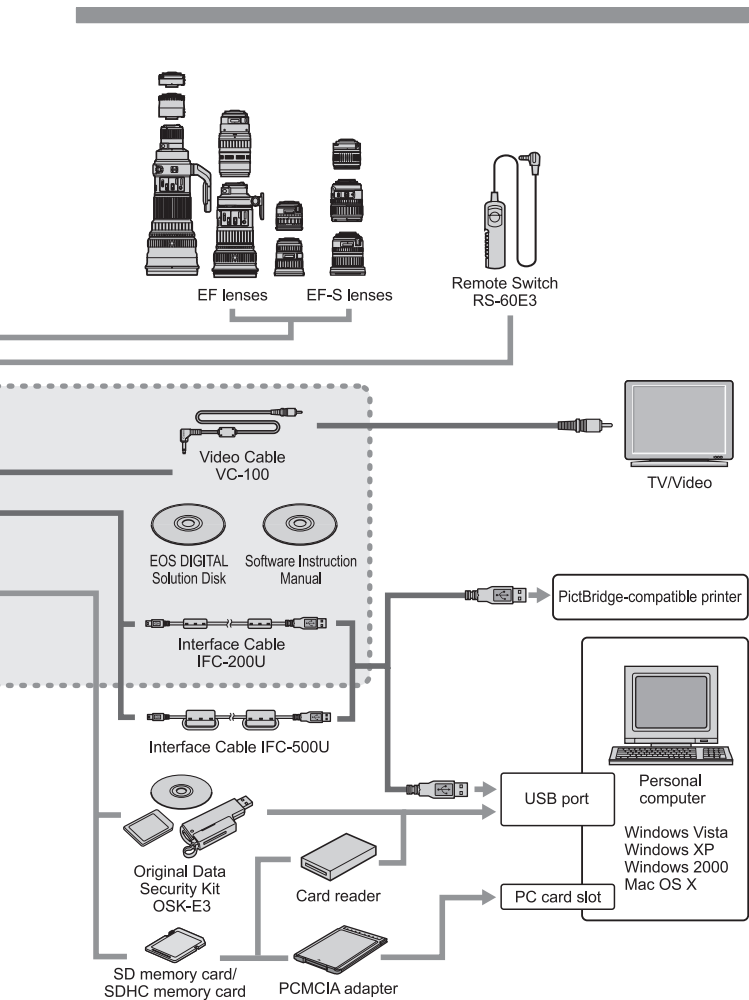 EF lenses
EF-S lenses
Remote Switch
RS-60E3
Video Cable
VC-100
TV/Video
EOS DIGITAL
Solution Disk
Software Instruction
Manual
PictBridge-compatible printer
Interface Cable
IFC-200U
Interface Cable IFC-500U
USB port
Personal
computer
Windows Vista
Windows XP
Windows 2000
Mac OS X
Original Data
Security Kit
OSK-E3
Card reader
PC card slot
SD memory card/
SDHC memory card
PCMCIA adapter